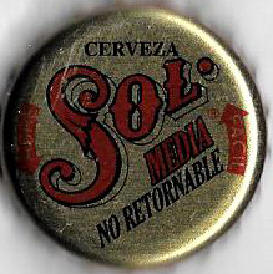 CERVEZA
SOL
MEDIA
NO RETORNABLE